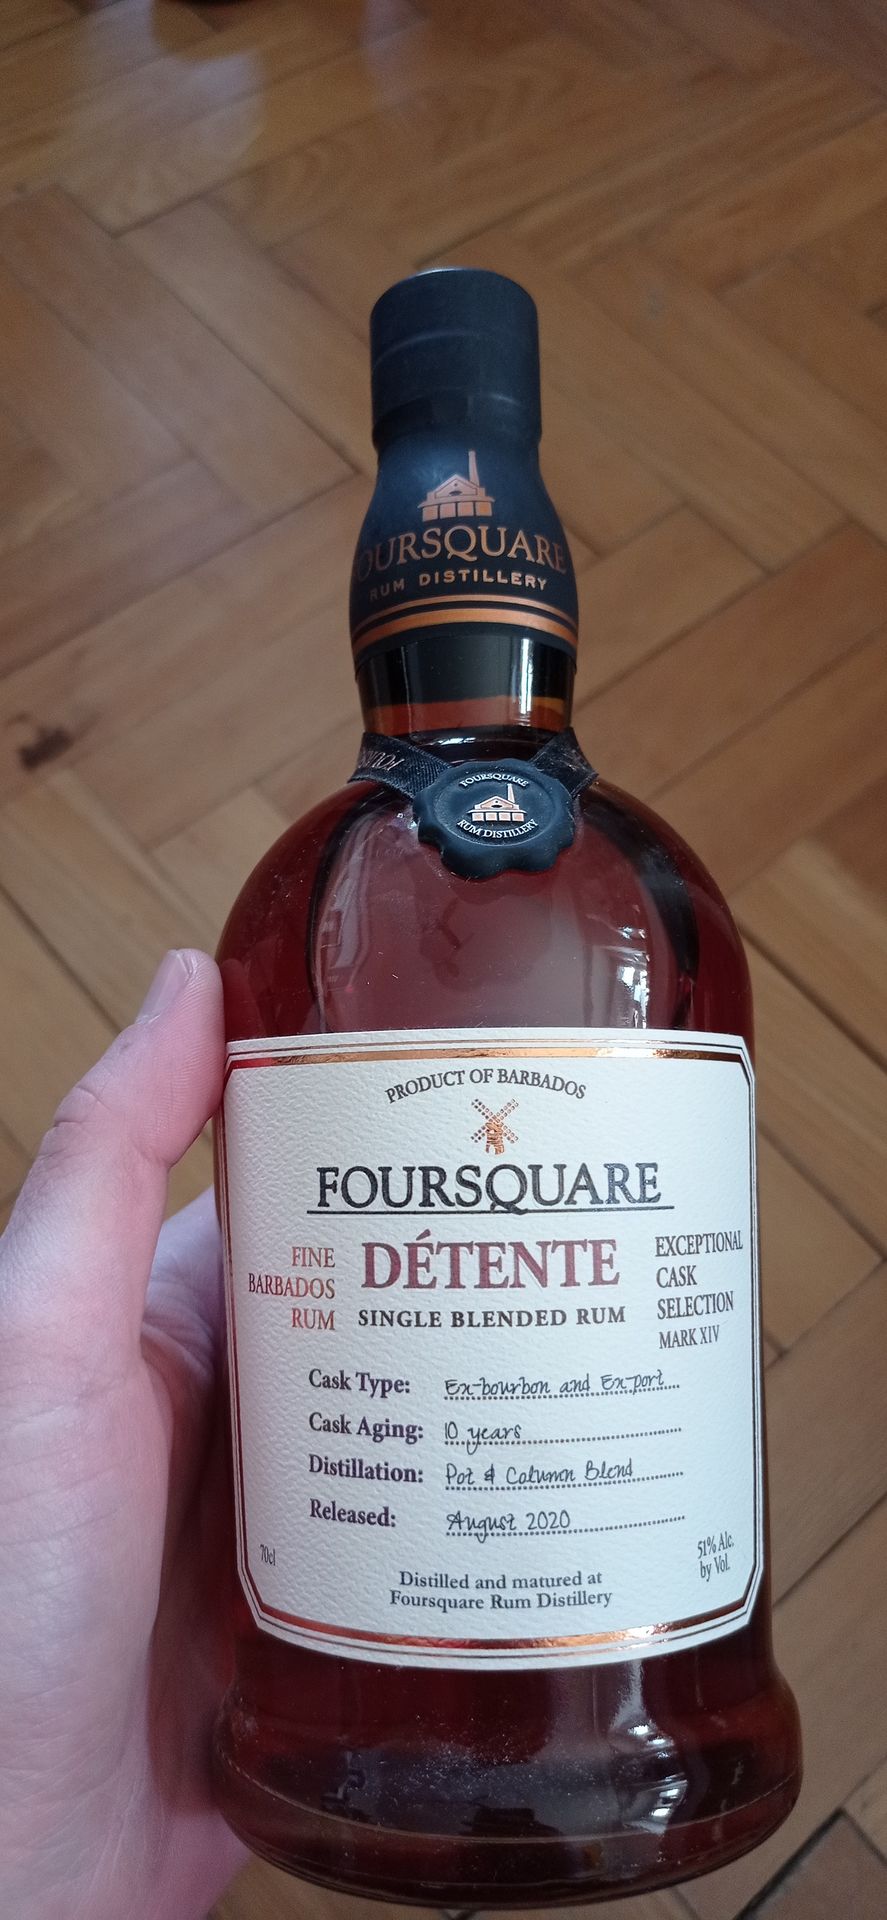 FOURSQUARE
RUM DISTILLERY
FOURSQUARE
RUM DISTILLERY
PRODUCT OF BARBADOS
FOURSQUARE
FINE
BARBADOS
RUM
DÉTENTE
SINGLE BLENDED RUM
EXCEPTIONAL
CASK
SELECTION
MARK XIV
Cask Type: Ex-bourbon and Ex-port
Cask Aging: 10 years
Distillation: Pot & Column Blend
Released: August 2020
70cl
51% Alc.
by Vol.
Distilled and matured at
Foursquare Rum Distillery